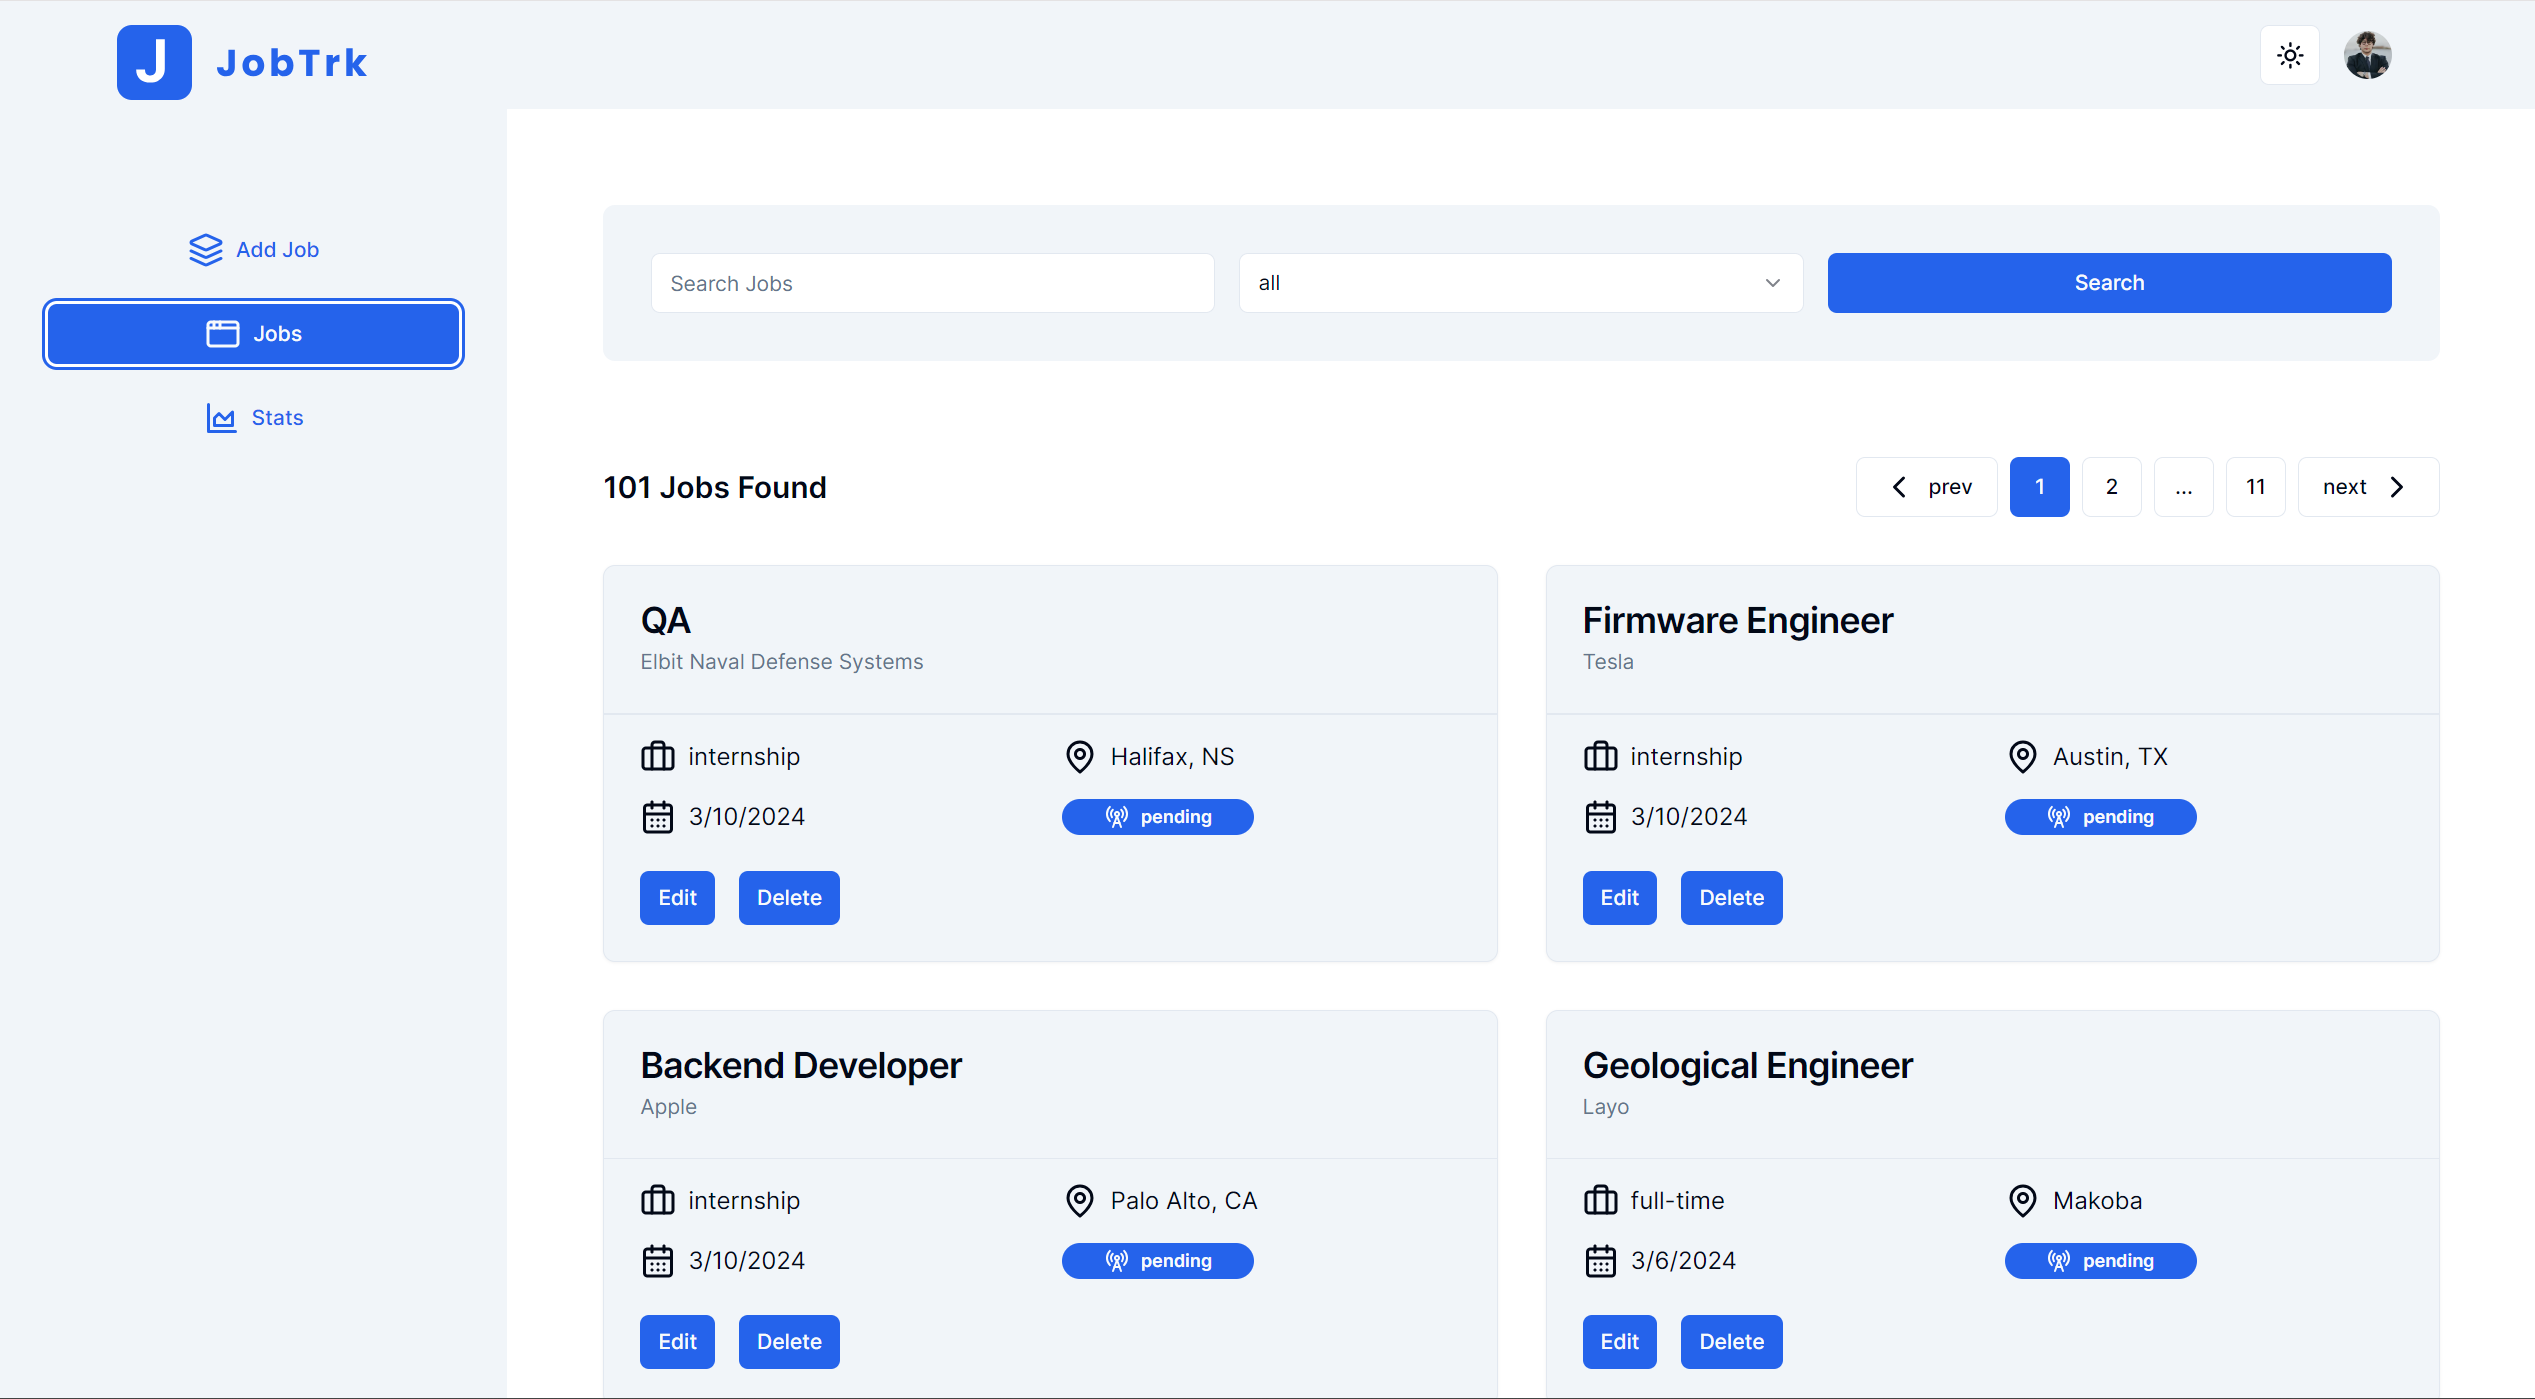 J JobTrk
Add Job
Jobs
Stats
Search Jobs
all
Search
101 Jobs Found
prev 1 2 ... 11 next
QA
Elbit Naval Defense Systems
internship
Halifax, NS
3/10/2024
pending
Edit Delete
Firmware Engineer
Tesla
internship
Austin, TX
3/10/2024
pending
Edit Delete
Backend Developer
Apple
internship
Palo Alto, CA
3/10/2024
pending
Edit Delete
Geological Engineer
Layo
full-time
Makoba
3/6/2024
pending
Edit Delete